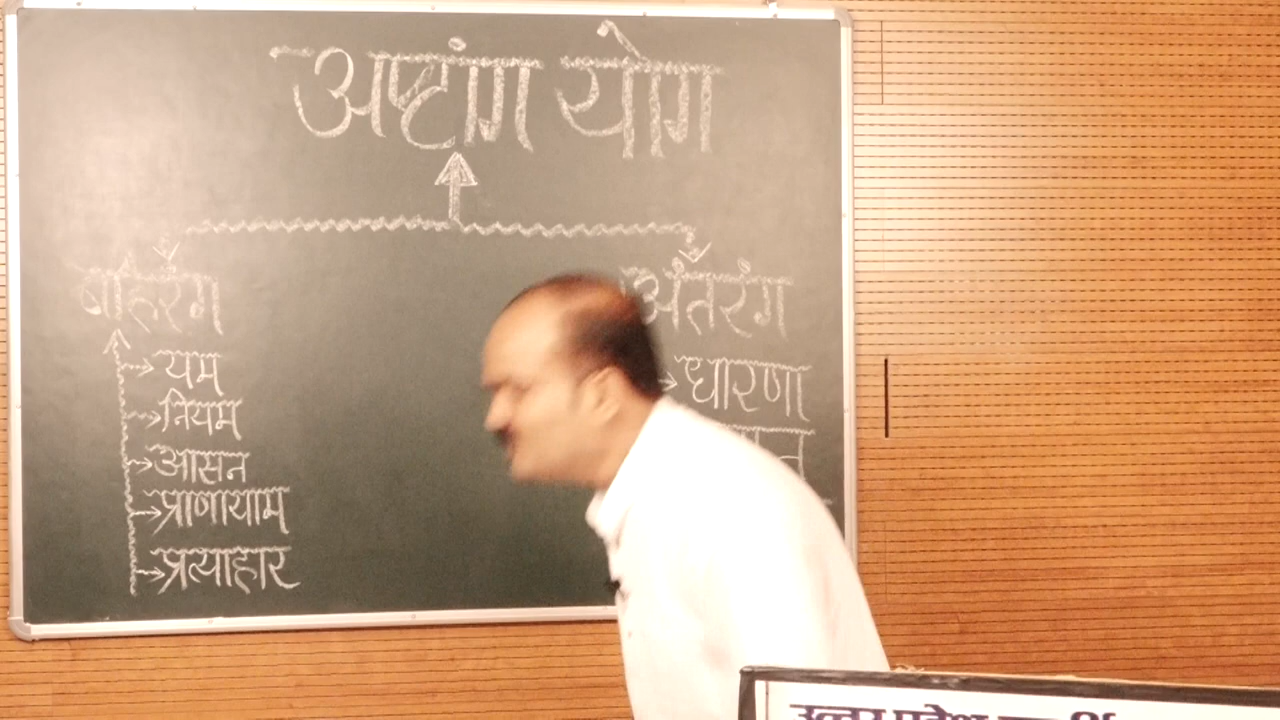 अष्टांग योग
बहिरंग
अंतरंग
यम
नियम
आसन
प्राणायाम
प्रत्याहार
धारणा